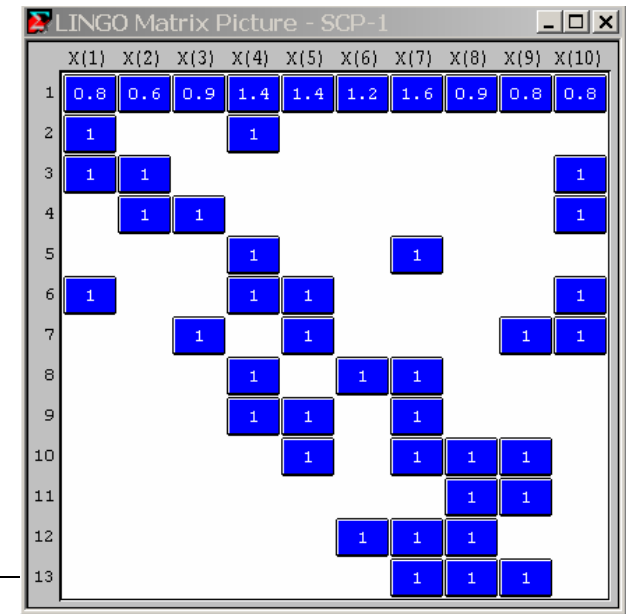 LINGO Matrix Picture - SCP-1
X(1) X(2) X(3) X(4) X(5) X(6) X(7) X(8) X(9) X(10)
1 0.8 0.6 0.9 1.4 1.4 1.2 1.6 0.9 0.8 0.8
2 1 1
3 1 1 1
4 1 1 1
5 1 1
6 1 1 1 1
7 1 1 1 1
8 1 1 1
9 1 1 1
10 1 1 1 1
11 1 1
12 1 1 1
13 1 1 1